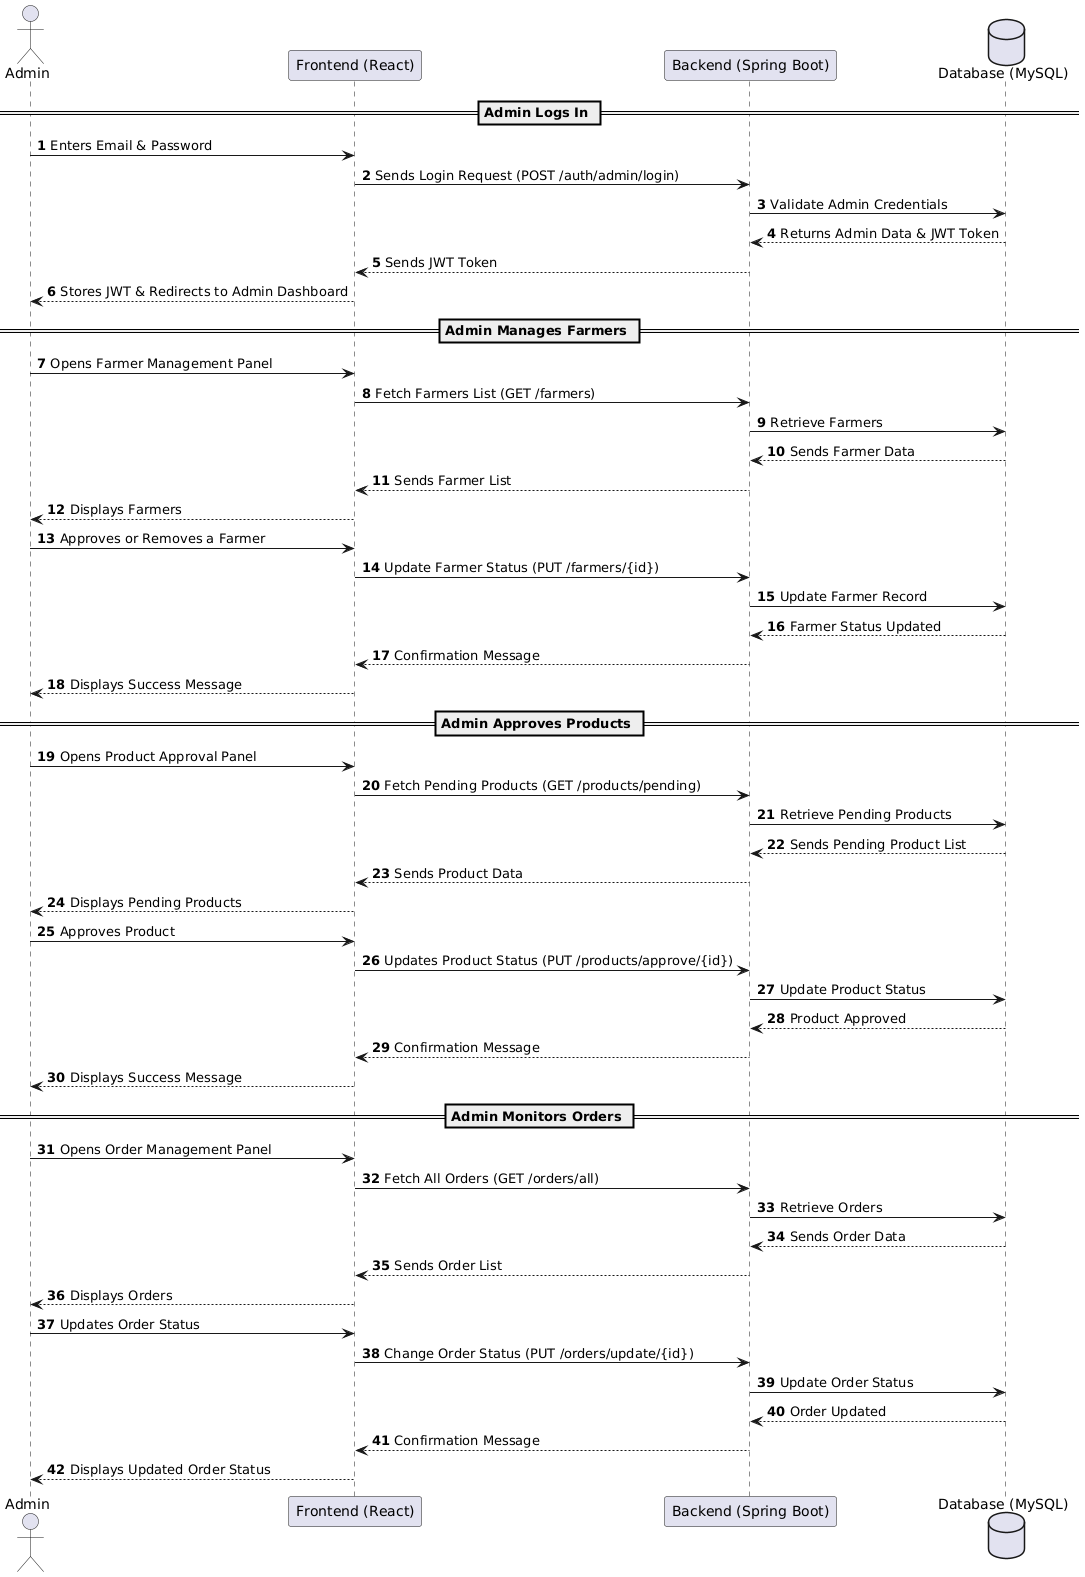 Admin
Frontend (React)
Backend (Spring Boot)
Database (MySQL)
Admin Logs In
1 Enters Email & Password
2 Sends Login Request (POST /auth/admin/login)
3 Validate Admin Credentials
4 Returns Admin Data & JWT Token
5 Sends JWT Token
6 Stores JWT & Redirects to Admin Dashboard
Admin Manages Farmers
7 Opens Farmer Management Panel
8 Fetch Farmers List (GET /farmers)
9 Retrieve Farmers
10 Sends Farmer Data
11 Sends Farmer List
12 Displays Farmers
13 Approves or Removes a Farmer
14 Update Farmer Status (PUT /farmers/{id})
15 Update Farmer Record
16 Farmer Status Updated
17 Confirmation Message
18 Displays Success Message
Admin Approves Products
19 Opens Product Approval Panel
20 Fetch Pending Products (GET /products/pending)
21 Retrieve Pending Products
22 Sends Pending Product List
23 Sends Product Data
24 Displays Pending Products
25 Approves Product
26 Updates Product Status (PUT /products/approve/{id})
27 Update Product Status
28 Product Approved
29 Confirmation Message
30 Displays Success Message
Admin Monitors Orders
31 Opens Order Management Panel
32 Fetch All Orders (GET /orders/all)
33 Retrieve Orders
34 Sends Order Data
35 Sends Order List
36 Displays Orders
37 Updates Order Status
38 Change Order Status (PUT /orders/update/{id})
39 Update Order Status
40 Order Updated
41 Confirmation Message
42 Displays Updated Order Status
Admin
Frontend (React)
Backend (Spring Boot)
Database (MySQL)